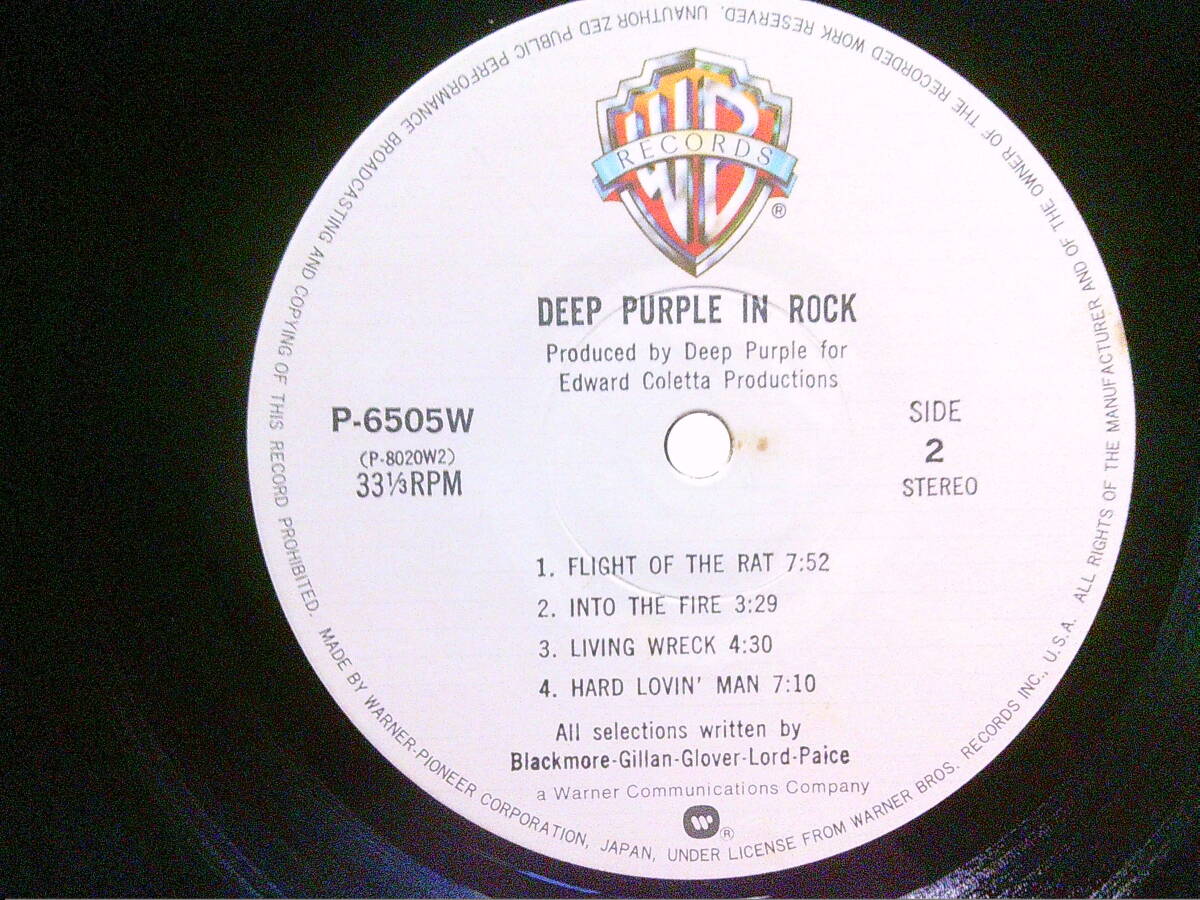 WB
RECORDS
®
DEEP PURPLE IN ROCK
Produced by Deep Purple for
Edward Coletta Productions
P-6505W
(P-8020W2)
33⅓RPM
SIDE
2
STEREO
1. FLIGHT OF THE RAT 7:52
2. INTO THE FIRE 3:29
3. LIVING WRECK 4:30
4. HARD LOVIN' MAN 7:10
All selections written by
Blackmore-Gillan-Glover-Lord-Paice
a Warner Communications Company
®
MADE BY WARNER-PIONEER CORPORATION, JAPAN, UNDER LICENSE FROM WARNER BROS. RECORDS INC., U.S.A. ALL RIGHTS OF THE MANUFACTURER AND OF THE OWNER OF THE RECORDED WORK RESERVED. UNAUTHOR ZED PUBLIC PERFORMANCE BROADCASTING AND COPYING OF THIS RECORD PROHIBITED.